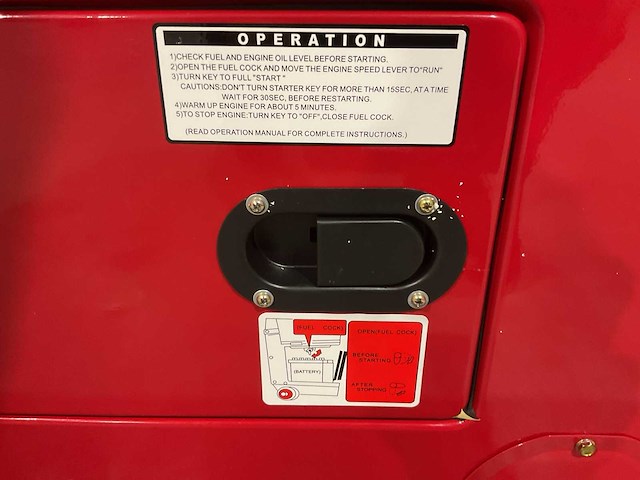 OPERATION
1)CHECK FUEL AND ENGINE OIL LEVEL BEFORE STARTING.
2)OPEN THE FUEL COCK AND MOVE THE ENGINE SPEED LEVER TO"RUN"
3)TURN KEY TO FULL "START"
CAUTIONS:DON'T TURN STARTER KEY FOR MORE THAN 15SEC, AT A TIME
WAIT FOR 30SEC, BEFORE RESTARTING.
4)WARM UP ENGINE FOR ABOUT 5 MINUTES.
5)TO STOP ENGINE:TURN KEY TO "OFF",CLOSE FUEL COCK.
(READ OPERATION MANUAL FOR COMPLETE INSTRUCTIONS.)
(FUEL COCK)
(BATTERY)
OPEN(FUEL COCK)
BEFORE
STARTING
AFTER
STOPPING